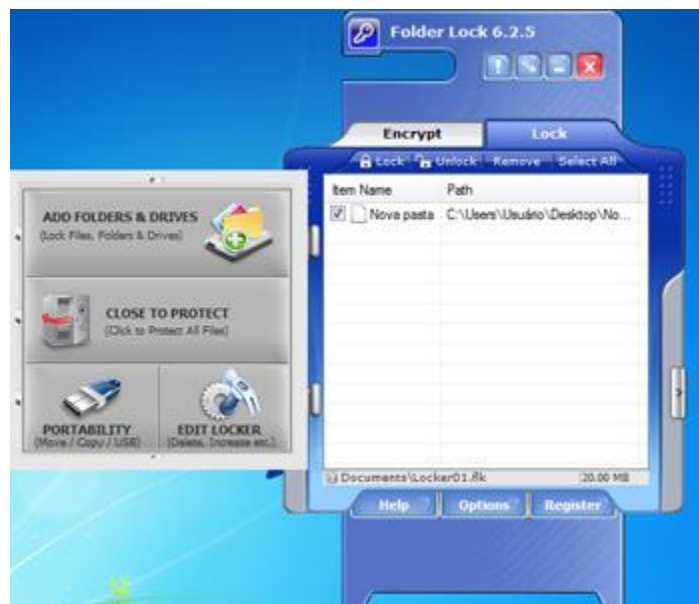 Folder Lock 6.2.5
Encrypt
Lock
Lock
Unlock
Remove
Select All
Item Name
Path
Nova pasta
C:\Users\Usuário\Desktop\No...
ADD FOLDERS & DRIVES
(Lock Files, Folders & Drives)
CLOSE TO PROTECT
(Click to Protect All Files)
PORTABILITY
(Move / Copy / USB)
EDIT LOCKER
(Delete, Increase etc.)
Documents\Locker01.flk
20.00 MB
Help
Options
Register